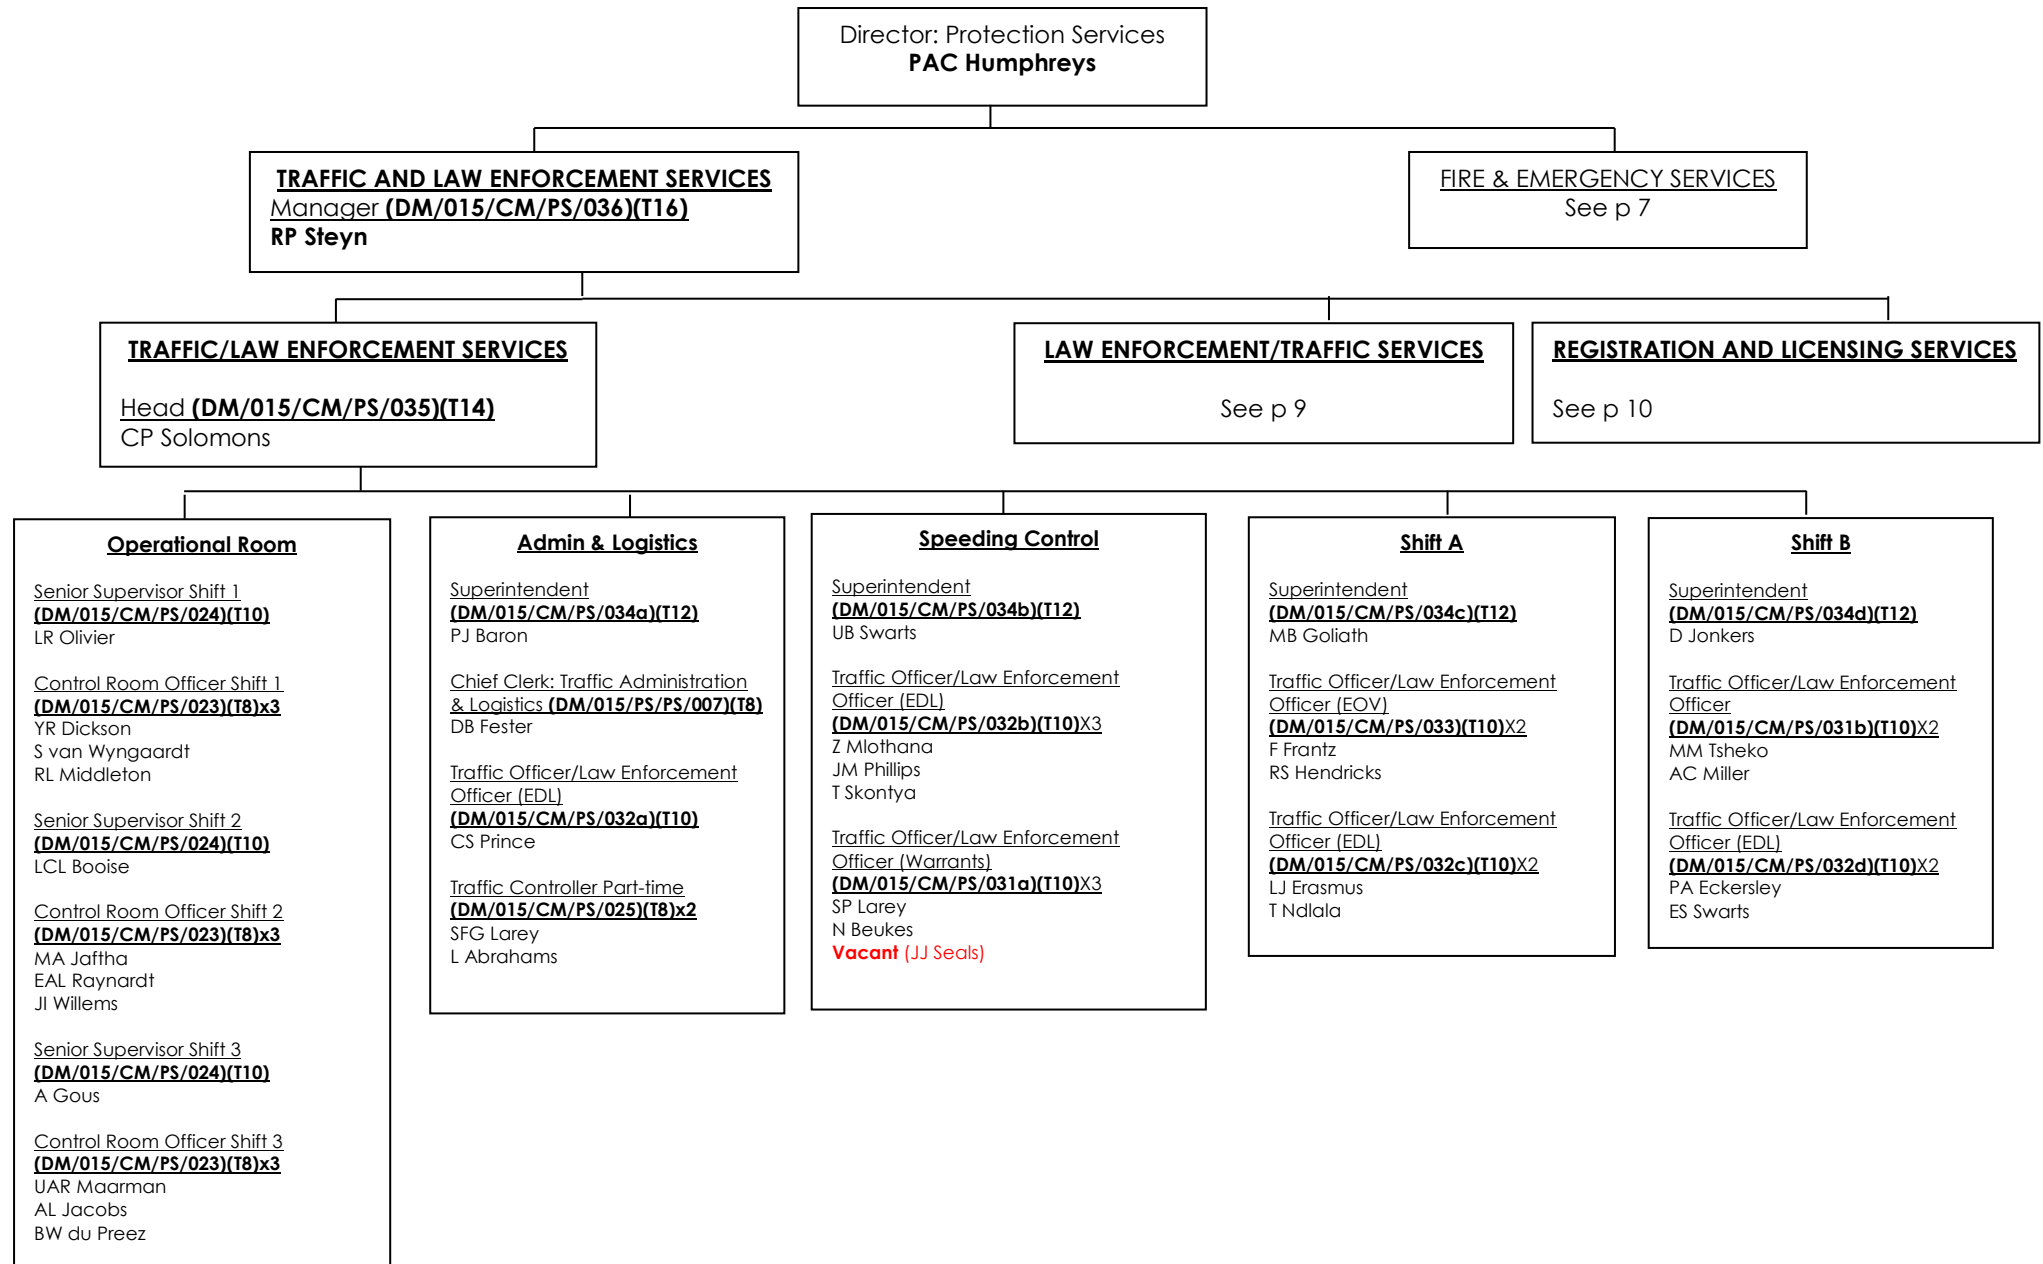 Director: Protection Services
PAC Humphreys
TRAFFIC AND LAW ENFORCEMENT SERVICES
Manager (DM/015/CM/PS/036)(T16)
RP Steyn
FIRE & EMERGENCY SERVICES
See p 7
TRAFFIC/LAW ENFORCEMENT SERVICES
Head (DM/015/CM/PS/035)(T14)
CP Solomons
LAW ENFORCEMENT/TRAFFIC SERVICES
See p 9
REGISTRATION AND LICENSING SERVICES
See p 10
Operational Room
Senior Supervisor Shift 1
(DM/015/CM/PS/024)(T10)
LR Olivier
Control Room Officer Shift 1
(DM/015/CM/PS/023)(T8)x3
YR Dickson
S van Wyngaardt
RL Middleton
Senior Supervisor Shift 2
(DM/015/CM/PS/024)(T10)
LCL Booise
Control Room Officer Shift 2
(DM/015/CM/PS/023)(T8)x3
MA Jaftha
EAL Raynardt
JI Willems
Senior Supervisor Shift 3
(DM/015/CM/PS/024)(T10)
A Gous
Control Room Officer Shift 3
(DM/015/CM/PS/023)(T8)x3
UAR Maarman
AL Jacobs
BW du Preez
Admin & Logistics
Superintendent
(DM/015/CM/PS/034a)(T12)
PJ Baron
Chief Clerk: Traffic Administration
& Logistics (DM/015/PS/PS/007)(T8)
DB Fester
Traffic Officer/Law Enforcement
Officer (EDL)
(DM/015/CM/PS/032a)(T10)
CS Prince
Traffic Controller Part-time
(DM/015/CM/PS/025)(T8)x2
SFG Larey
L Abrahams
Speeding Control
Superintendent
(DM/015/CM/PS/034b)(T12)
UB Swarts
Traffic Officer/Law Enforcement
Officer (EDL)
(DM/015/CM/PS/032b)(T10)X3
Z Mlothana
JM Phillips
T Skontya
Traffic Officer/Law Enforcement
Officer (Warrants)
(DM/015/CM/PS/031a)(T10)X3
SP Larey
N Beukes
Vacant (JJ Seals)
Shift A
Superintendent
(DM/015/CM/PS/034c)(T12)
MB Goliath
Traffic Officer/Law Enforcement
Officer (EOV)
(DM/015/CM/PS/033)(T10)X2
F Frantz
RS Hendricks
Traffic Officer/Law Enforcement
Officer (EDL)
(DM/015/CM/PS/032c)(T10)X2
LJ Erasmus
T Ndlala
Shift B
Superintendent
(DM/015/CM/PS/034d)(T12)
D Jonkers
Traffic Officer/Law Enforcement
Officer
(DM/015/CM/PS/031b)(T10)X2
MM Tsheko
AC Miller
Traffic Officer/Law Enforcement
Officer (EDL)
(DM/015/CM/PS/032d)(T10)X2
PA Eckersley
ES Swarts